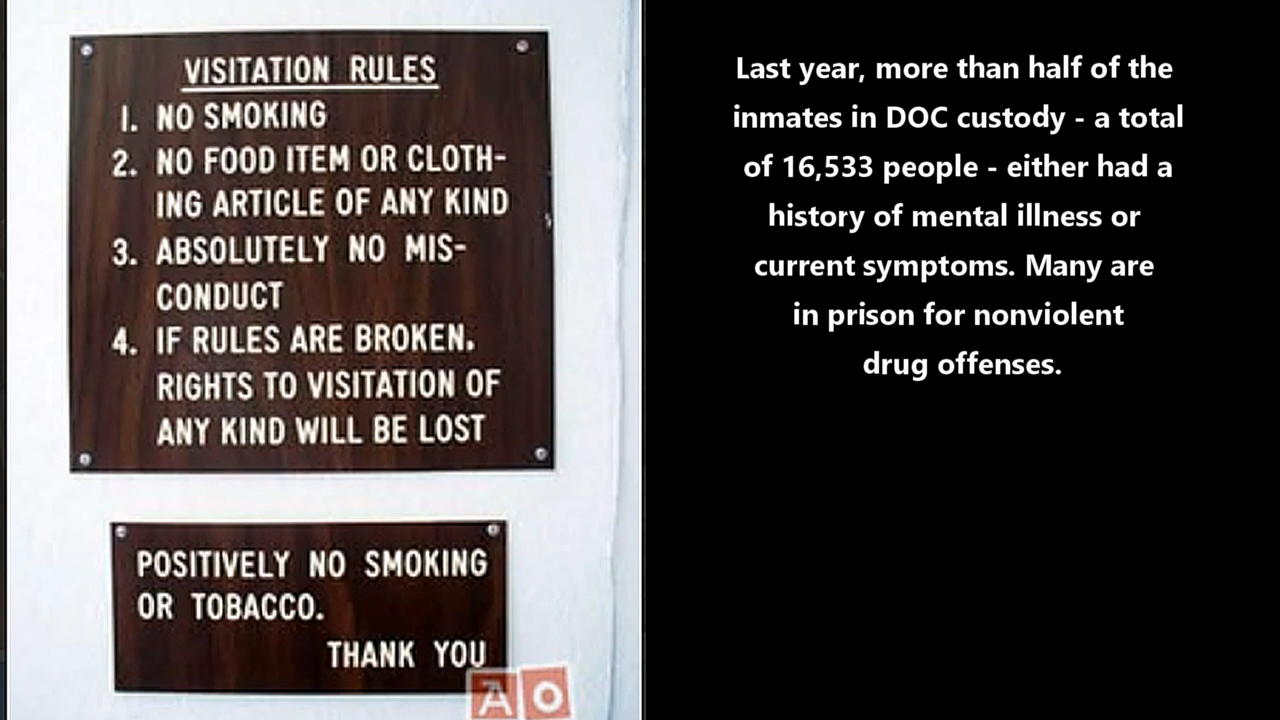 VISITATION RULES
1. NO SMOKING
2. NO FOOD ITEM OR CLOTH-
ING ARTICLE OF ANY KIND
3. ABSOLUTELY NO MIS-
CONDUCT
4. IF RULES ARE BROKEN.
RIGHTS TO VISITATION OF
ANY KIND WILL BE LOST
POSITIVELY NO SMOKING
OR TOBACCO.
THANK YOU
AO
Last year, more than half of the
inmates in DOC custody - a total
of 16,533 people - either had a
history of mental illness or
current symptoms. Many are
in prison for nonviolent
drug offenses.